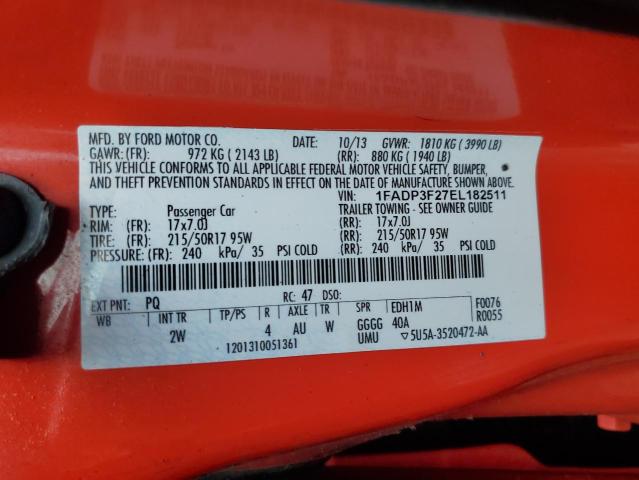 MFD. BY FORD MOTOR CO. DATE: 10/13 GVWR: 1810 KG ( 3990 LB)
GAWR: (FR): 972 KG ( 2143 LB) (RR): 880 KG ( 1940 LB)
THIS VEHICLE CONFORMS TO ALL APPLICABLE FEDERAL MOTOR VEHICLE SAFETY, BUMPER,
AND THEFT PREVENTION STANDARDS IN EFFECT ON THE DATE OF MANUFACTURE SHOWN ABOVE.
VIN: 1FADP3F27EL182511
TYPE: Passenger Car TRAILER TOWING - SEE OWNER GUIDE
RIM: (FR): 17x7.0J (RR): 17x7.0J
TIRE: (FR): 215/50R17 95W (RR): 215/50R17 95W
PRESSURE: (FR): 240 kPa/ 35 PSI COLD (RR): 240 kPa/ 35 PSI COLD
EXT PNT: PQ RC: 47 DSO:
WB INT TR TP/PS R AXLE TR SPR EDH1M F0076
2W 4 AU W GGGG 40A R0055
1201310051361 UMU ▽5U5A-3520472-AA